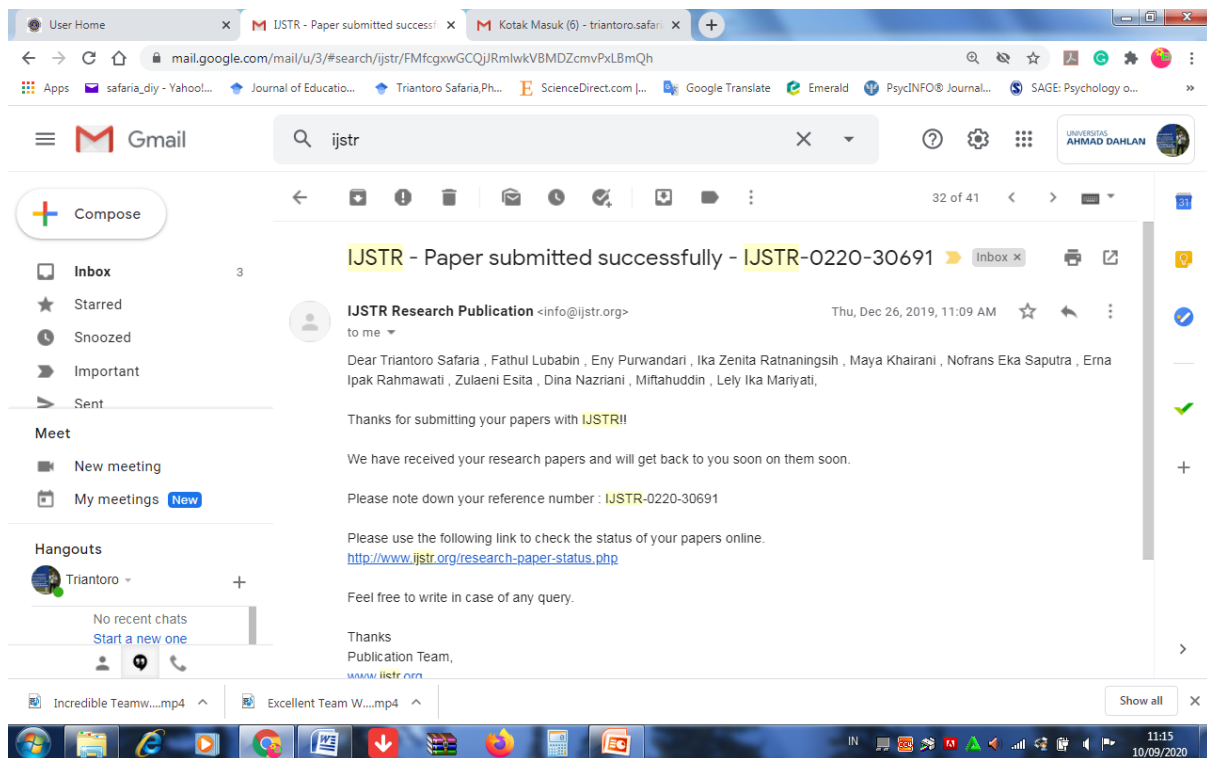 User Home
IJSTR - Paper submitted successf
Kotak Masuk (6) - triantoro.safari
mail.google.com/mail/u/3/#search/ijstr/FMfcgxwGCQjJRmlwkVBMDZcmvPxLBmQh
Apps safaria_diy - Yahoo!... Journal of Educatio... Triantoro Safaria,Ph... ScienceDirect.com |... Google Translate Emerald PsycINFO® Journal... SAGE: Psychology o... »
Gmail
ijstr
UNIVERSITAS
AHMAD DAHLAN
Compose
32 of 41
31
Inbox 3
Starred
Snoozed
Important
Sent
Meet
New meeting
My meetings New
Hangouts
Triantoro
No recent chats
Start a new one
IJSTR - Paper submitted successfully - IJSTR-0220-30691 Inbox x
IJSTR Research Publication <info@ijstr.org> Thu, Dec 26, 2019, 11:09 AM
to me
Dear Triantoro Safaria , Fathul Lubabin , Eny Purwandari , Ika Zenita Ratnaningsih , Maya Khairani , Nofrans Eka Saputra , Erna
Ipak Rahmawati , Zulaeni Esita , Dina Nazriani , Miftahuddin , Lely Ika Mariyati,
Thanks for submitting your papers with IJSTR!!
We have received your research papers and will get back to you soon on them soon.
Please note down your reference number : IJSTR-0220-30691
Please use the following link to check the status of your papers online.
http://www.ijstr.org/research-paper-status.php
Feel free to write in case of any query.
Thanks
Publication Team,
www.ijstr.org
Incredible Teamw....mp4
Excellent Team W....mp4
Show all
IN
11:15
10/09/2020